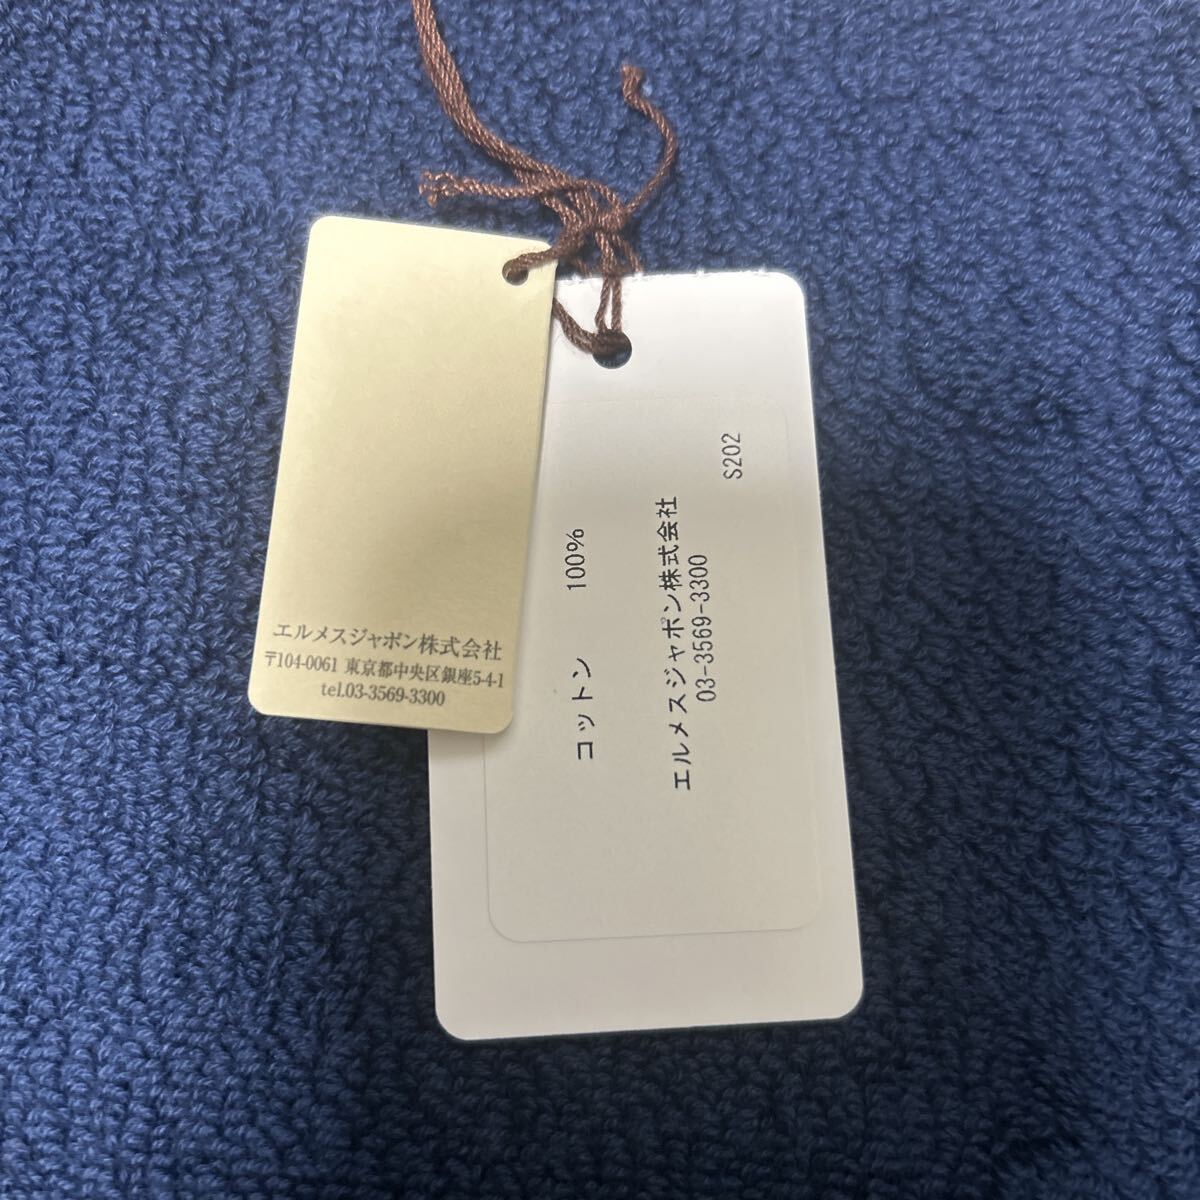 エルメスジャポン株式会社
〒104-0061 東京都中央区銀座5-4-1
tel.03-3569-3300
コットン 100%
エルメスジャポン株式会社
03-3569-3300
S202